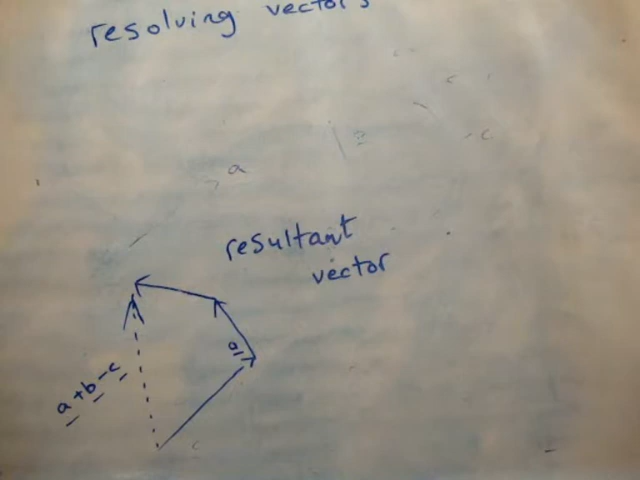 resolving vectors
a
?
c
resultant
vector
a
a + b - c